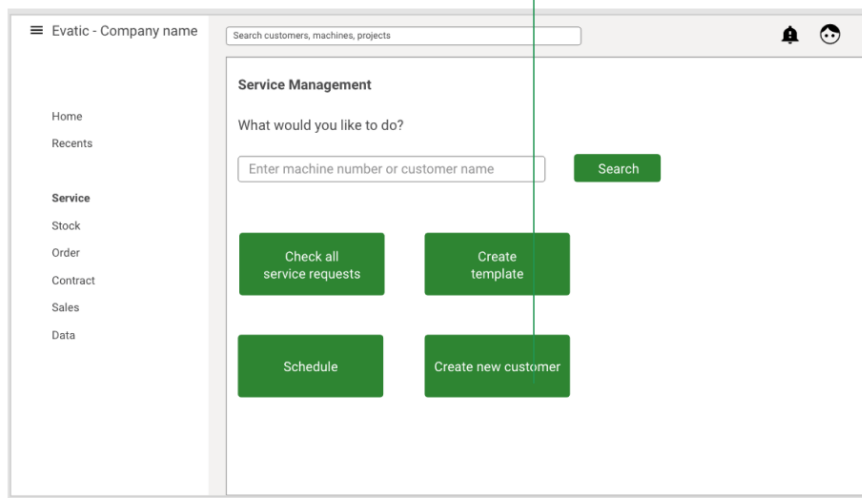 Evatic - Company name
Search customers, machines, projects
Home
Recents
Service
Stock
Order
Contract
Sales
Data
Service Management
What would you like to do?
Enter machine number or customer name
Search
Check all
service requests
Create
template
Schedule
Create new customer